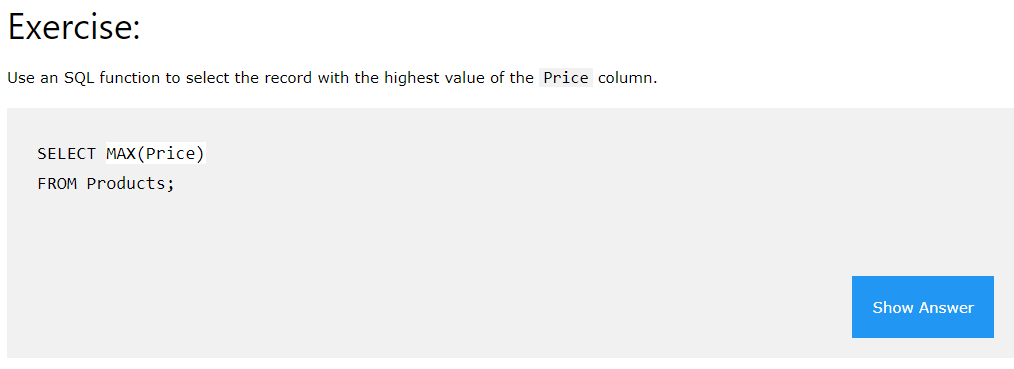 Exercise:
Use an SQL function to select the record with the highest value of the Price column.
SELECT MAX(Price)
FROM Products;
Show Answer